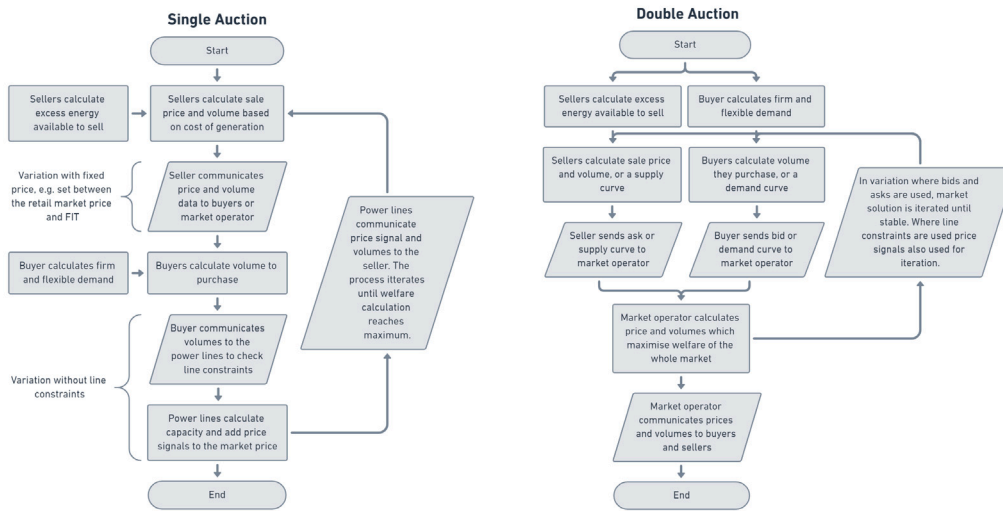 Single Auction
Start
Sellers calculate
excess energy
available to sell
Sellers calculate sale
price and volume based
on cost of generation
Variation with fixed
price, e.g. set between
the retail market price
and FIT
Seller communicates
price and volume
data to buyers or
market operator
Buyer calculates firm
and flexible demand
Buyers calculate volume to
purchase
Variation without line
constraints
Buyer communicates
volumes to the
power lines to check
line constraints
Power lines calculate
capacity and add price
signals to the market price
Power lines
communicate
price signal and
volumes to the
seller. The
process itterates
until welfare
calculation
reaches
maximum.
End
Double Auction
Start
Sellers calculate excess
energy available to sell
Buyer calculates firm and
flexible demand
Sellers calculate sale price
and volume, or a supply
curve
Buyers calculate volume
they purchase, or a
demand curve
Seller sends ask or
supply curve to
market operator
Buyer sends bid or
demand curve to
market operator
In variation where bids and
asks are used, market
solution is iterated until
stable. Where line
constraints are used price
signals also used for
iteration.
Market operator calculates
price and volumes which
maximise welfare of the
whole market
Market operator
communicates prices
and volumes to buyers
and sellers
End